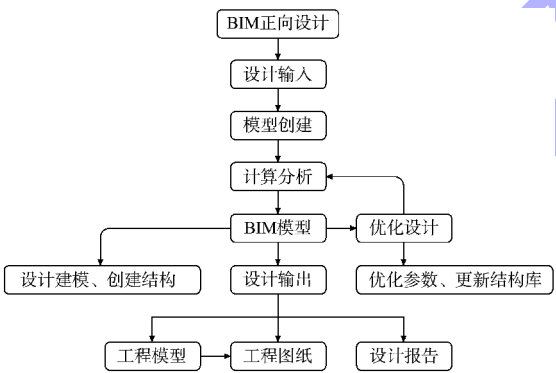 BIM正向设计
设计输入
模型创建
计算分析
BIM模型
优化设计
设计建模、创建结构
设计输出
优化参数、更新结构库
工程模型
工程图纸
设计报告